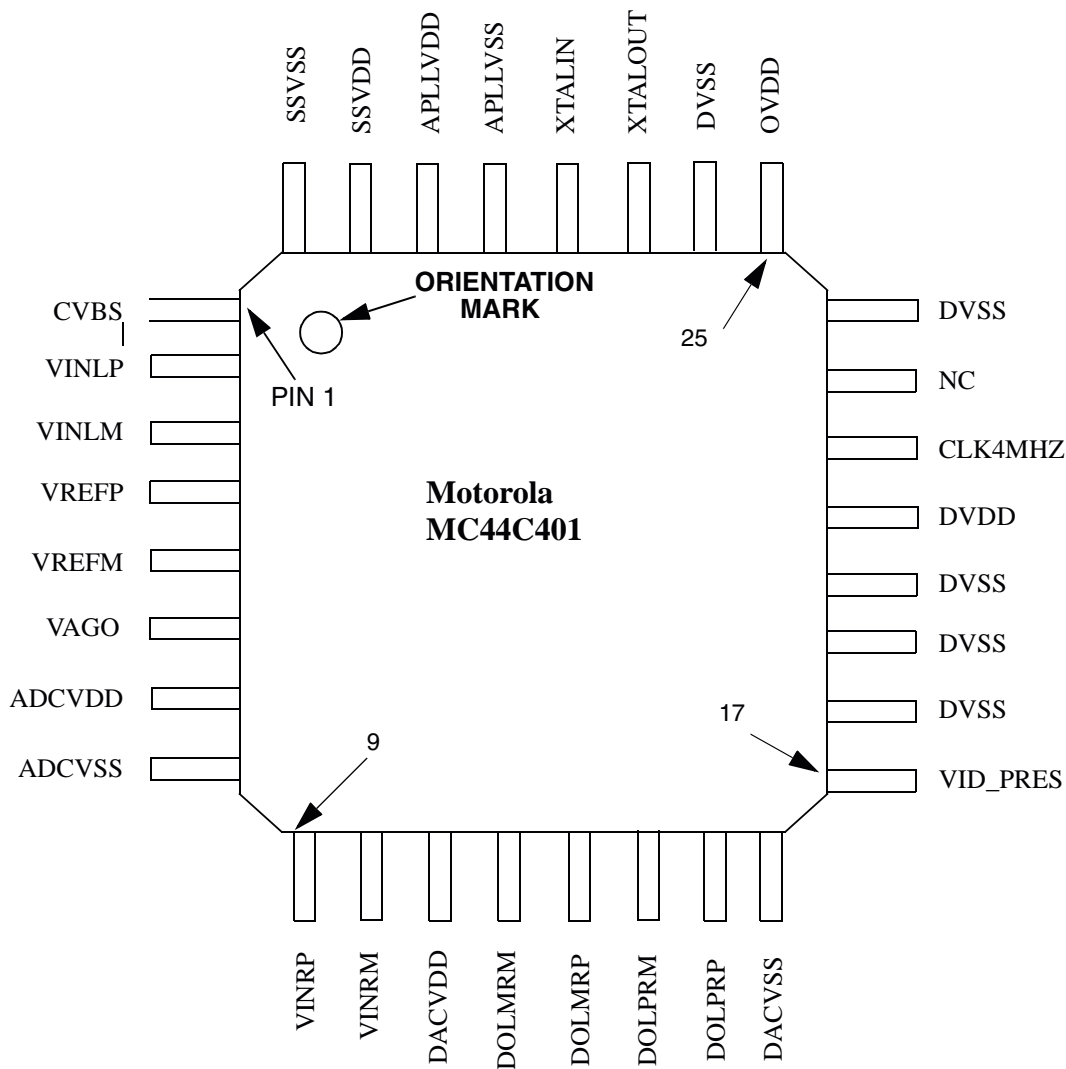 SSVSS
SSVDD
APLLVDD
APLLVSS
XTALIN
XTALOUT
DVSS
OVDD
ORIENTATION
MARK
PIN 1
25
CVBS
VINLP
VINLM
VREFP
VREFM
VAGO
ADCVDD
ADCVSS
Motorola
MC44C401
DVSS
NC
CLK4MHZ
DVDD
DVSS
DVSS
DVSS
VID_PRES
17
9
VINRP
VINRM
DACVDD
DOLMRM
DOLMRP
DOLPRM
DOLPRP
DACVSS